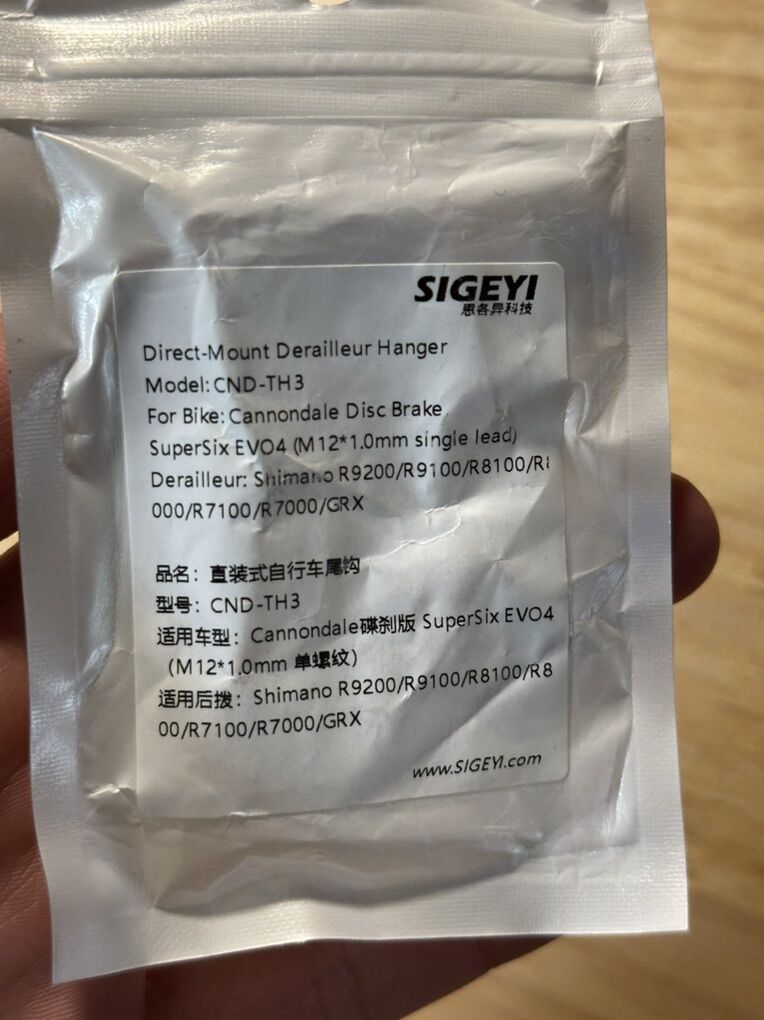 SIGEYI
思各异科技
Direct-Mount Derailleur Hanger
Model: CND-TH3
For Bike: Cannondale Disc Brake
SuperSix EVO4 (M12*1.0mm single lead)
Derailleur: Shimano R9200/R9100/R8100/R8
000/R7100/R7000/GRX
品名：直装式自行车尾钩
型号：CND-TH3
适用车型：Cannondale碟刹版 SuperSix EVO4
（M12*1.0mm 单螺纹）
适用后拨：Shimano R9200/R9100/R8100/R8
00/R7100/R7000/GRX
www.SIGEYI.com